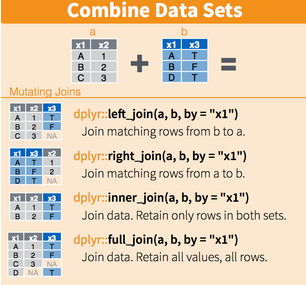 Combine Data Sets
a b
x1 x2 x1 x3
A 1 A T
B 2 + B F =
C 3 D T
Mutating Joins
x1 x2 x3
A 1 T
B 2 F
C 3 NA
dplyr::left_join(a, b, by = "x1")
Join matching rows from b to a.
x1 x3 x2
A T 1
B F 2
D T NA
dplyr::right_join(a, b, by = "x1")
Join matching rows from a to b.
x1 x2 x3
A 1 T
B 2 F
dplyr::inner_join(a, b, by = "x1")
Join data. Retain only rows in both sets.
x1 x2 x3
A 1 T
B 2 F
C 3 NA
D NA T
dplyr::full_join(a, b, by = "x1")
Join data. Retain all values, all rows.